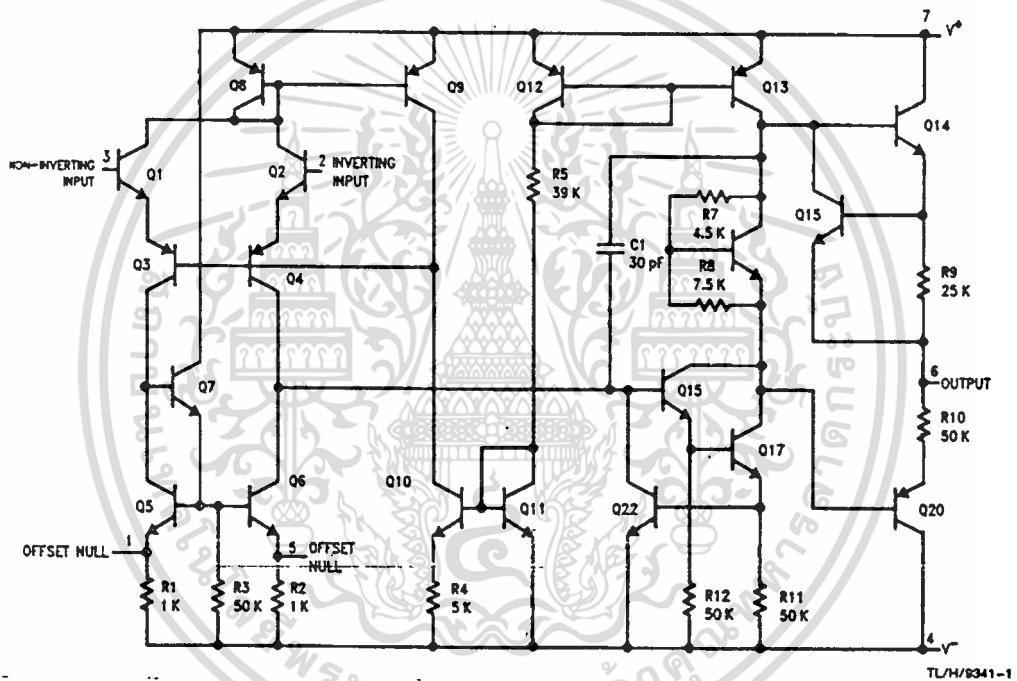 7
V+
Q8
Q9
Q12
Q13
Q14
3
NON-INVERTING
INPUT
Q1
Q2
2 INVERTING
INPUT
R5
39 K
R7
4.5 K
Q15
C1
30 pF
R8
7.5 K
R9
25 K
Q3
Q4
6
OUTPUT
Q7
Q15
R10
50 K
Q17
Q5
Q6
Q10
Q11
Q22
Q20
OFFSET NULL
1
5
OFFSET
NULL
R1
1 K
R3
50 K
R2
1 K
R4
5 K
R12
50 K
R11
50 K
4
V-
TL/H/9341-1